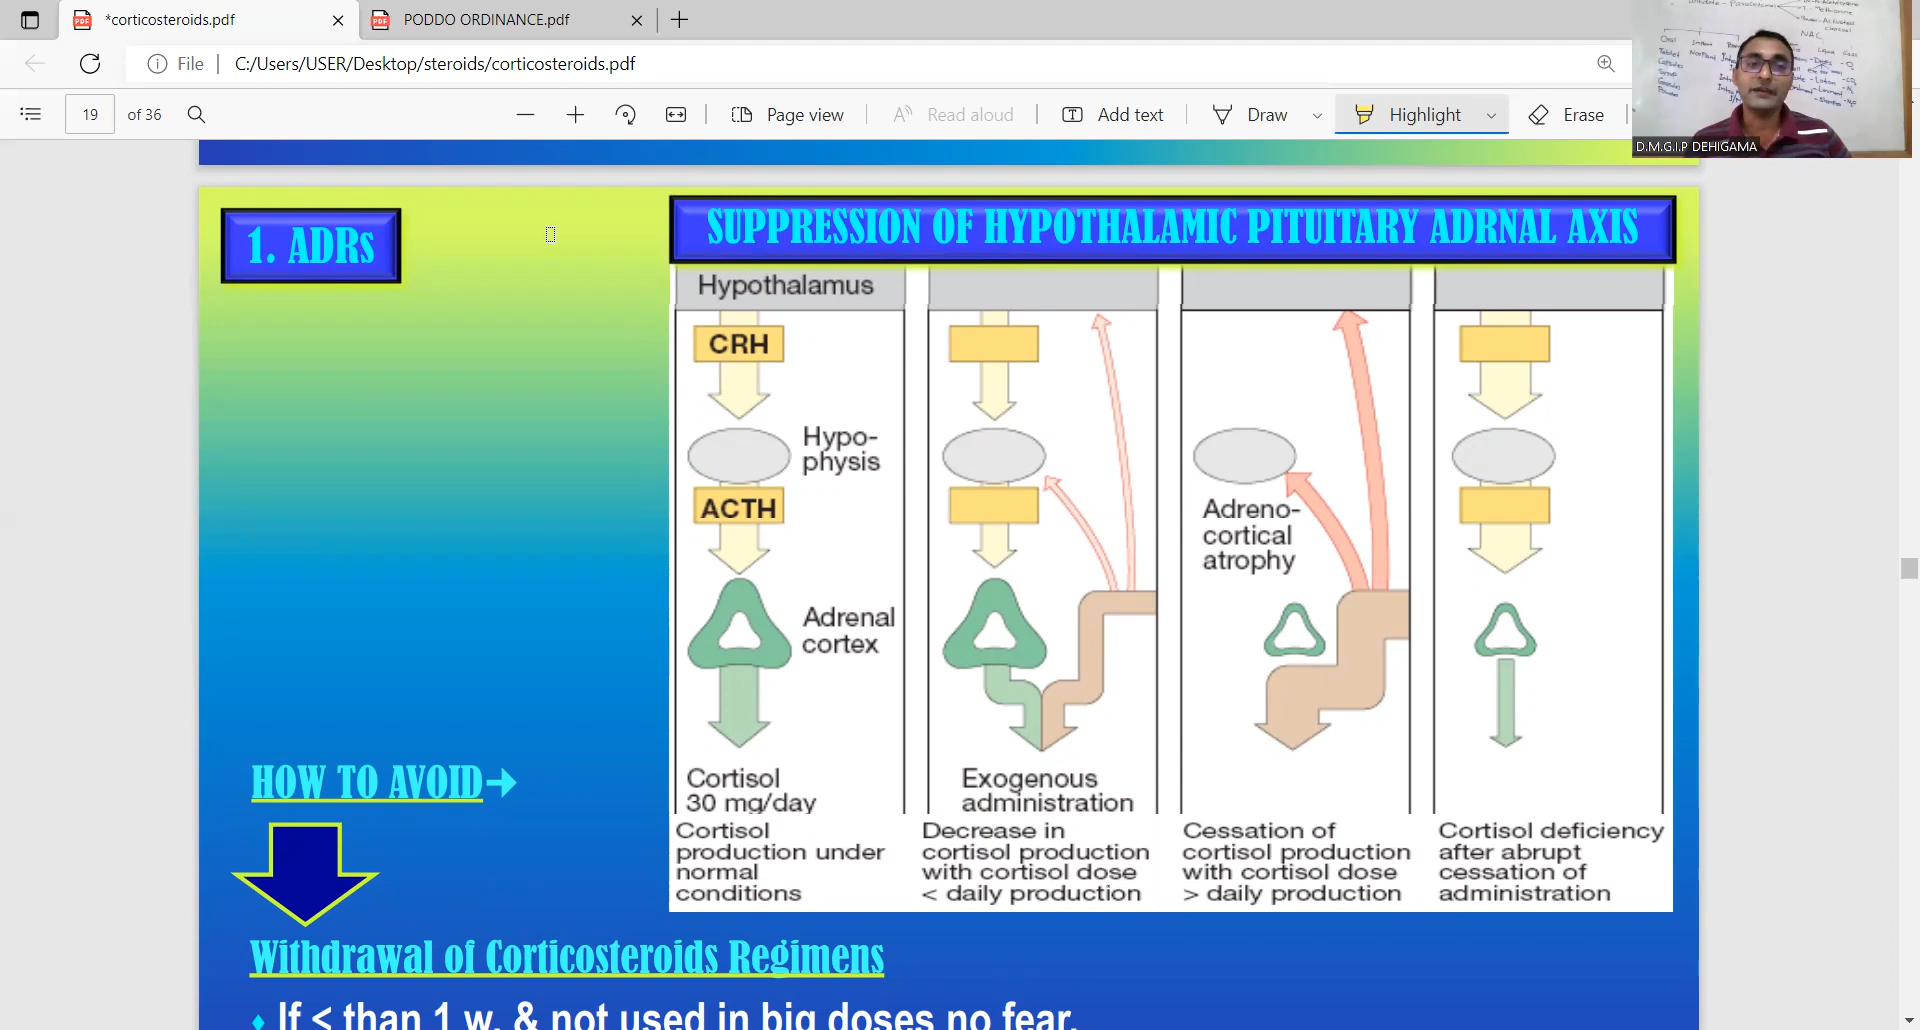 *corticosteroids.pdf
PODDO ORDINANCE.pdf
File
C:/Users/USER/Desktop/steroids/corticosteroids.pdf
19 of 36
Page view
Read aloud
Add text
Draw
Highlight
Erase
Oral
NAC
D.M.G.I.P DEHIGAMA
1. ADRs
SUPPRESSION OF HYPOTHALAMIC PITUITARY ADRNAL AXIS
Hypothalamus
CRH
Hypo-
physis
ACTH
Adrenal
cortex
Cortisol
30 mg/day
Cortisol
production under
normal
conditions
Exogenous
administration
Decrease in
cortisol production
with cortisol dose
< daily production
Adreno-
cortical
atrophy
Cessation of
cortisol production
with cortisol dose
> daily production
Cortisol deficiency
after abrupt
cessation of
administration
HOW TO AVOID
Withdrawal of Corticosteroids Regimens
If < than 1 w. & not used in big doses no fear.